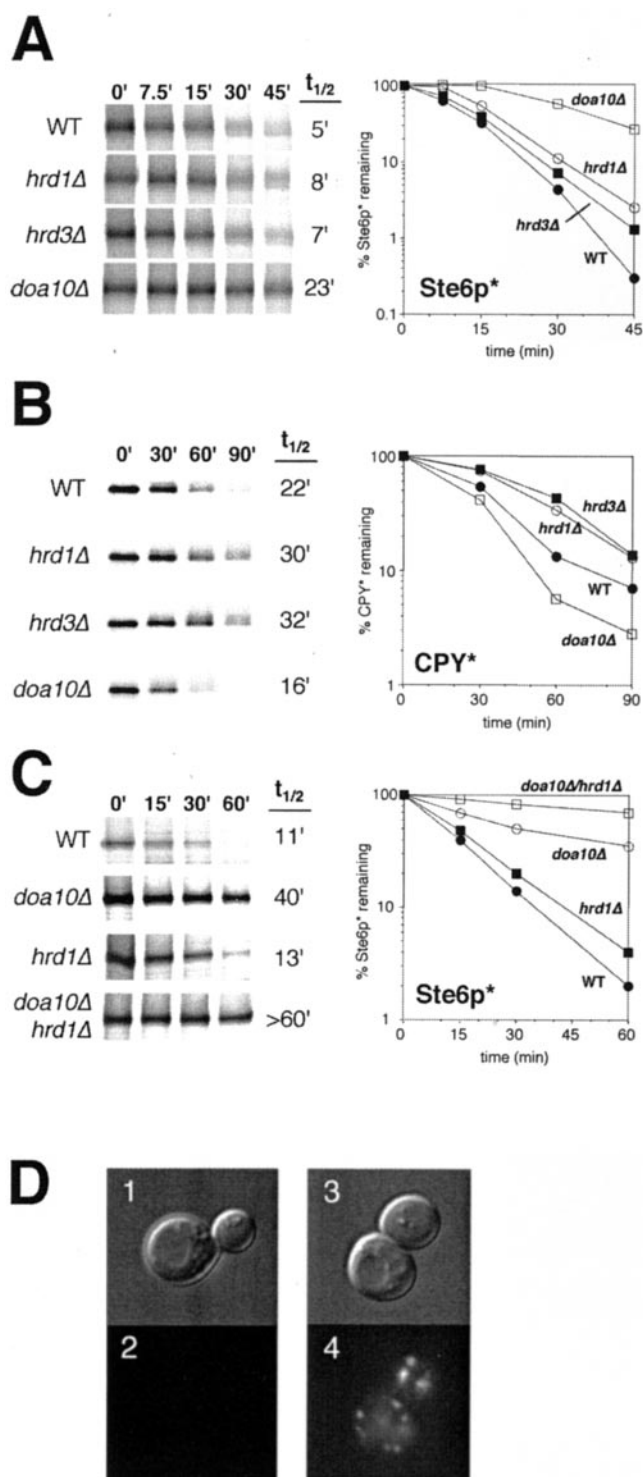 A
0' 7.5' 15' 30' 45' t1/2
WT 5'
hrd1Δ 8'
hrd3Δ 7'
doa10Δ 23'
% Ste6p* remaining
100
10
1
0.1
doa10Δ
hrd1Δ
hrd3Δ
WT
Ste6p*
0 15 30 45
time (min)
B
0' 30' 60' 90' t1/2
WT 22'
hrd1Δ 30'
hrd3Δ 32'
doa10Δ 16'
% CPY* remaining
100
10
1
hrd3Δ
hrd1Δ
WT
doa10Δ
CPY*
0 30 60 90
time (min)
C
0' 15' 30' 60' t1/2
WT 11'
doa10Δ 40'
hrd1Δ 13'
doa10Δ
hrd1Δ >60'
% Ste6p* remaining
100
10
1
doa10Δ/hrd1Δ
doa10Δ
hrd1Δ
WT
Ste6p*
0 15 30 45 60
time (min)
D
1 3
2 4